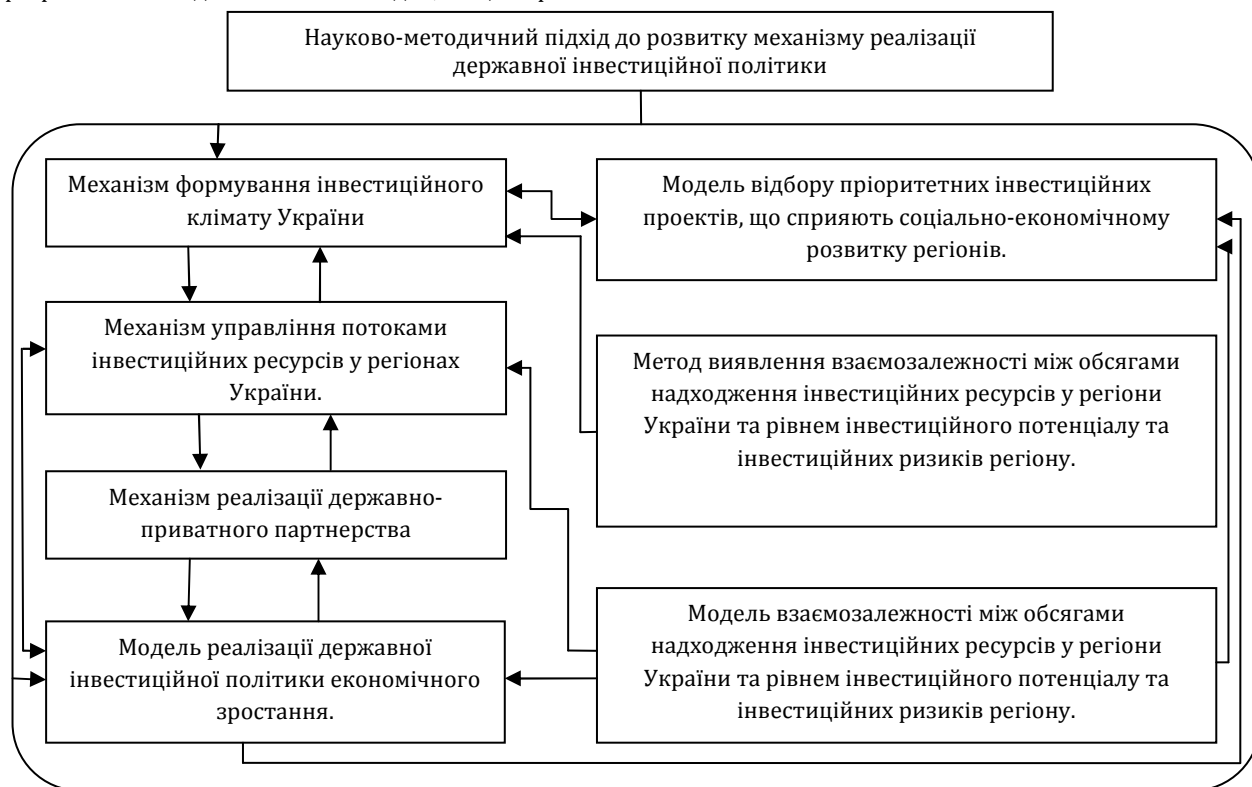 Науково-методичний підхід до розвитку механізму реалізації
державної інвестиційної політики
Механізм формування інвестиційного
клімату України
Модель відбору пріоритетних інвестиційних
проектів, що сприяють соціально-економічному
розвитку регіонів.
Механізм управління потоками
інвестиційних ресурсів у регіонах
України.
Метод виявлення взаємозалежності між обсягами
надходження інвестиційних ресурсів у регіони
України та рівнем інвестиційного потенціалу та
інвестиційних ризиків регіону.
Механізм реалізації державно-
приватного партнерства
Модель реалізації державної
інвестиційної політики економічного
зростання.
Модель взаємозалежності між обсягами
надходження інвестиційних ресурсів у регіони
України та рівнем інвестиційного потенціалу та
інвестиційних ризиків регіону.